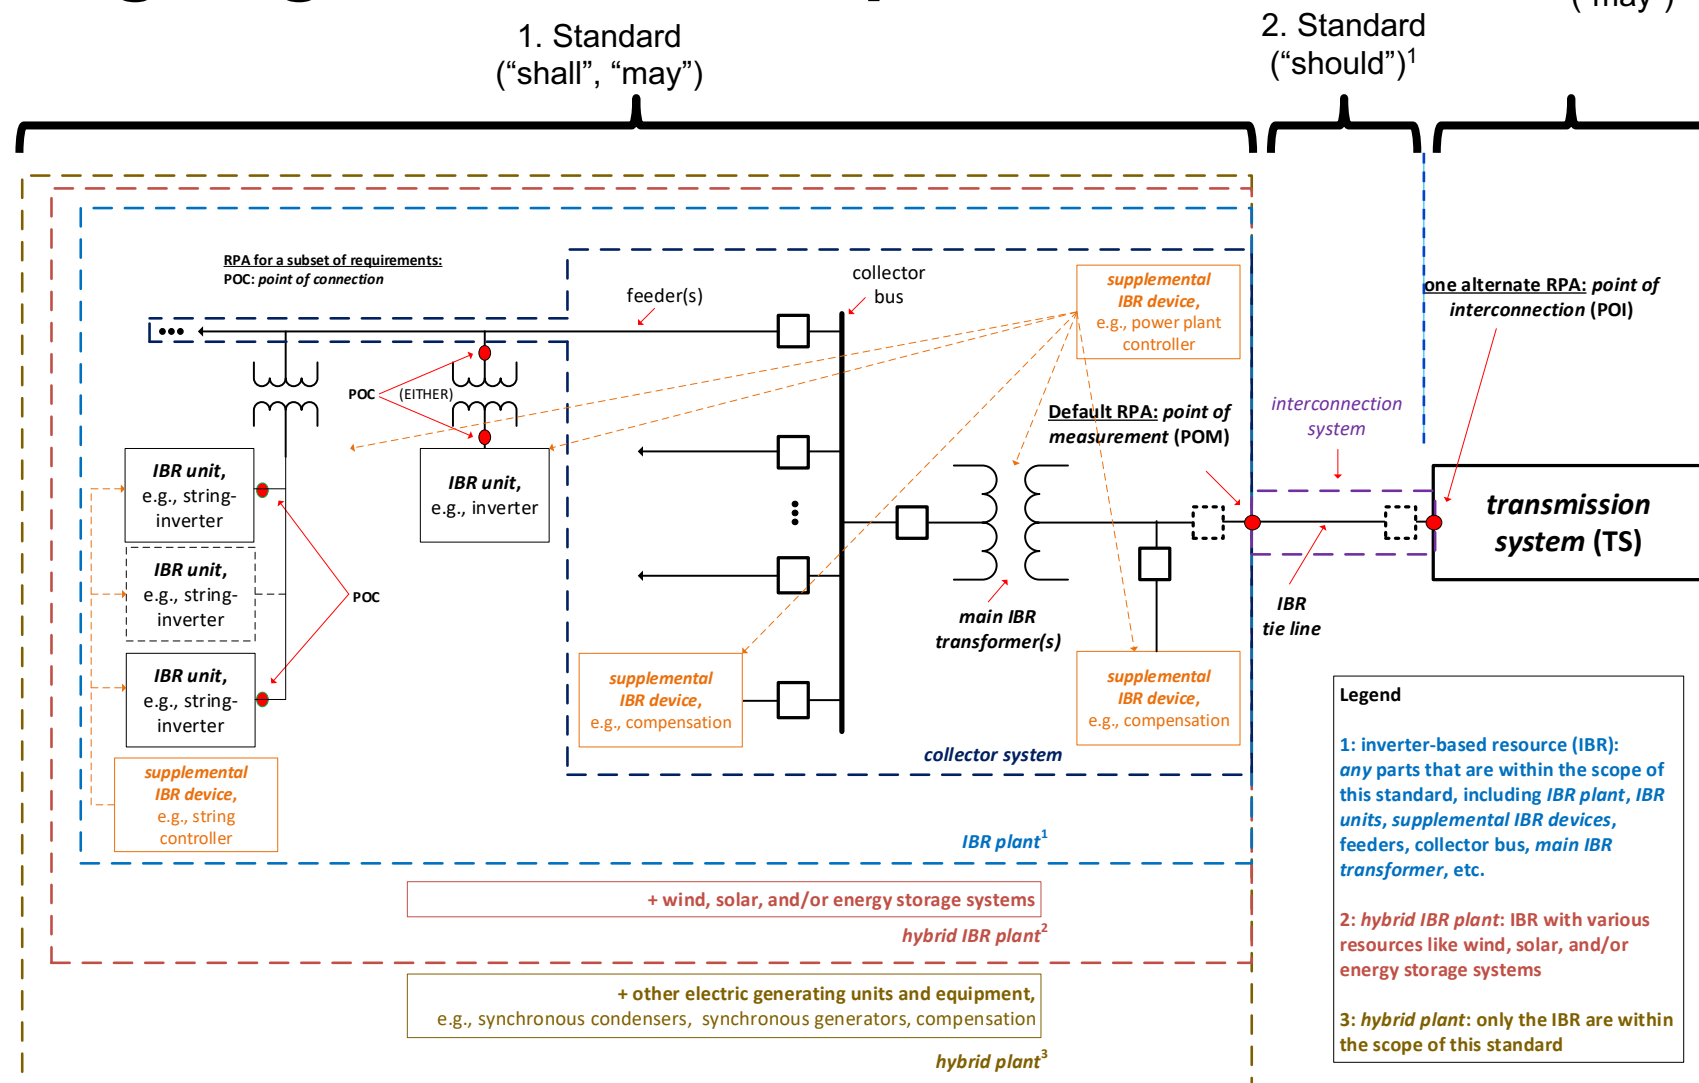 ("may")
1. Standard
("shall", "may")
2. Standard
("should")¹
RPA for a subset of requirements:
POC: point of connection
feeder(s)
collector
bus
supplemental
IBR device,
e.g., power plant
controller
one alternate RPA: point of
interconnection (POI)
POC
(EITHER)
Default RPA: point of
measurement (POM)
interconnection
system
IBR unit,
e.g., string-
inverter
IBR unit,
e.g., inverter
transmission
system (TS)
IBR unit,
e.g., string-
inverter
POC
main IBR
transformer(s)
IBR
tie line
IBR unit,
e.g., string-
inverter
supplemental
IBR device,
e.g., compensation
supplemental
IBR device,
e.g., compensation
collector system
supplemental
IBR device,
e.g., string
controller
IBR plant¹
+ wind, solar, and/or energy storage systems
hybrid IBR plant²
+ other electric generating units and equipment,
e.g., synchronous condensers, synchronous generators, compensation
hybrid plant³
Legend
1: inverter-based resource (IBR):
any parts that are within the scope of
this standard, including IBR plant, IBR
units, supplemental IBR devices,
feeders, collector bus, main IBR
transformer, etc.
2: hybrid IBR plant: IBR with various
resources like wind, solar, and/or
energy storage systems
3: hybrid plant: only the IBR are within
the scope of this standard